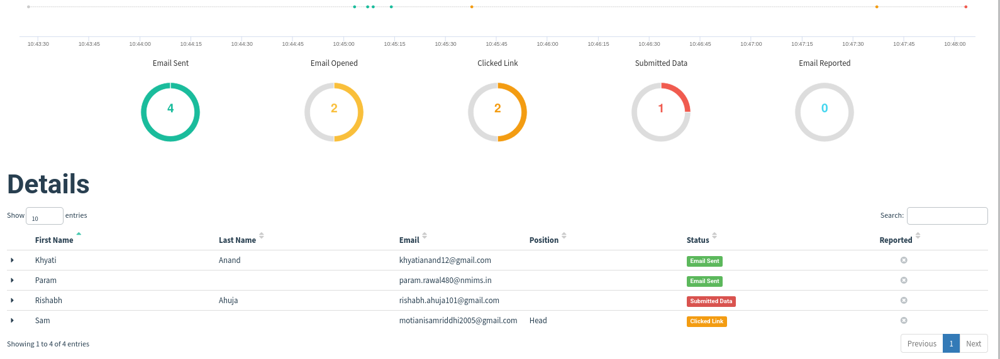 10:43:30 10:43:45 10:44:00 10:44:15 10:44:30 10:44:45 10:45:00 10:45:15 10:45:30 10:45:45 10:46:00 10:46:15 10:46:30 10:46:45 10:47:00 10:47:15 10:47:30 10:47:45 10:48:00
Email Sent Email Opened Clicked Link Submitted Data Email Reported
4 2 2 1 0
Details
Show 10 entries Search:
First Name Last Name Email Position Status Reported
Khyati Anand khyatianand12@gmail.com Email Sent
Param param.rawal480@nmims.in Email Sent
Rishabh Ahuja rishabh.ahuja101@gmail.com Submitted Data
Sam motianisamriddhi2005@gmail.com Head Clicked Link
Showing 1 to 4 of 4 entries Previous 1 Next